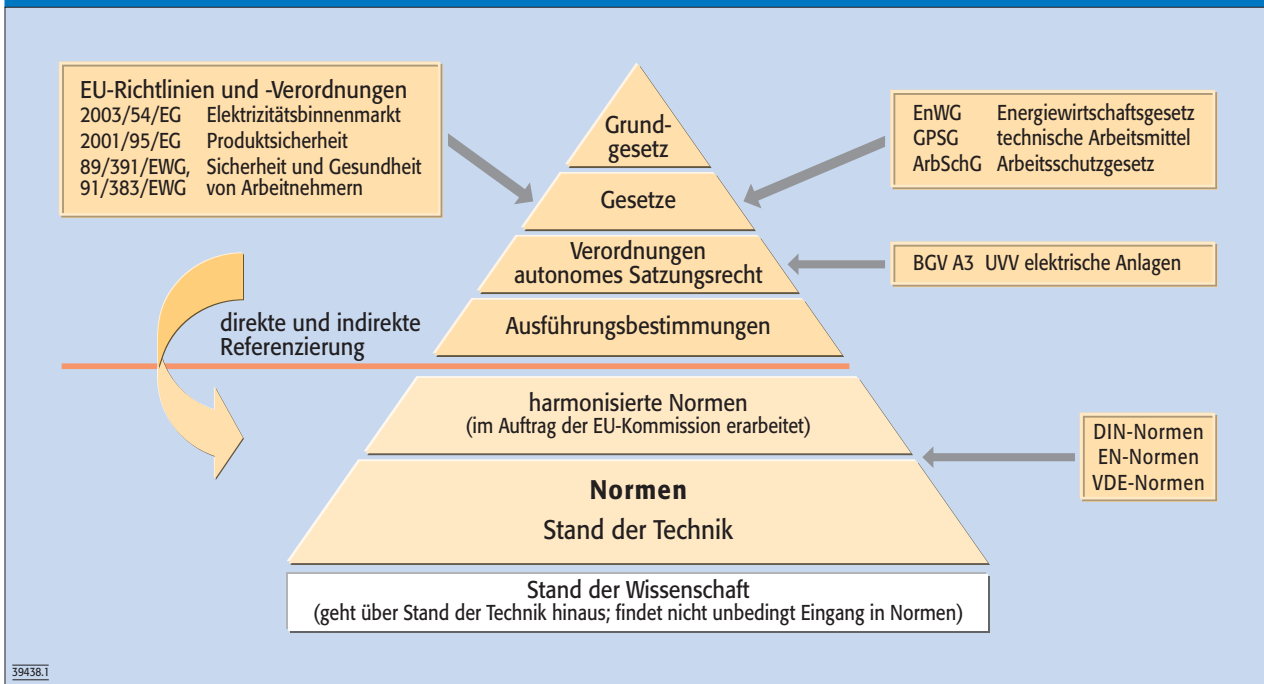 EU-Richtlinien und -Verordnungen
2003/54/EG Elektrizitätsbinnenmarkt
2001/95/EG Produktsicherheit
89/391/EWG, Sicherheit und Gesundheit
91/383/EWG von Arbeitnehmern
Grund-
gesetz
Gesetze
Verordnungen
autonomes Satzungsrecht
Ausführungsbestimmungen
EnWG Energiewirtschaftsgesetz
GPSG technische Arbeitsmittel
ArbSchG Arbeitsschutzgesetz
BGV A3 UVV elektrische Anlagen
direkte und indirekte
Referenzierung
harmonisierte Normen
(im Auftrag der EU-Kommission erarbeitet)
Normen
Stand der Technik
DIN-Normen
EN-Normen
VDE-Normen
Stand der Wissenschaft
(geht über Stand der Technik hinaus; findet nicht unbedingt Eingang in Normen)
39438.1